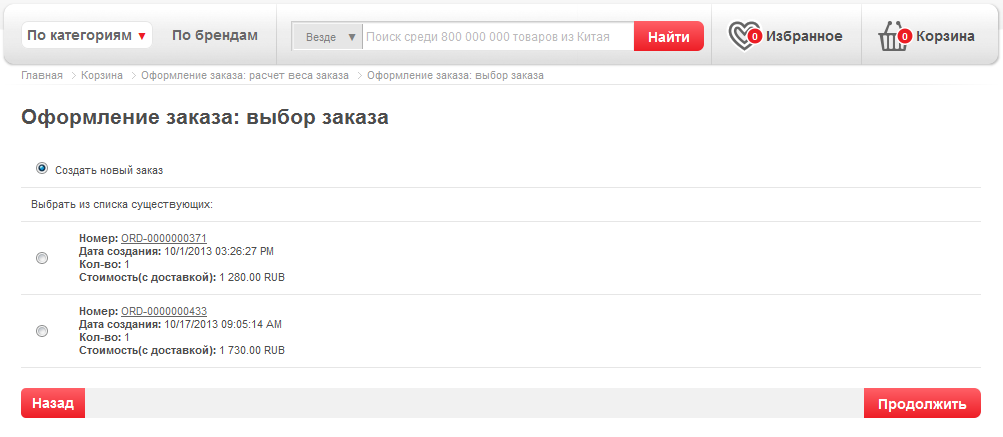 По категориям ▼ По брендам Везде ▼ Поиск среди 800 000 000 товаров из Китая Найти 0 Избранное 0 Корзина
Главная > Корзина > Оформление заказа: расчет веса заказа > Оформление заказа: выбор заказа
Оформление заказа: выбор заказа
Создать новый заказ
Выбрать из списка существующих:
Номер: ORD-0000000371
Дата создания: 10/1/2013 03:26:27 PM
Кол-во: 1
Стоимость(с доставкой): 1 280.00 RUB
Номер: ORD-0000000433
Дата создания: 10/17/2013 09:05:14 AM
Кол-во: 1
Стоимость(с доставкой): 1 730.00 RUB
Назад Продолжить